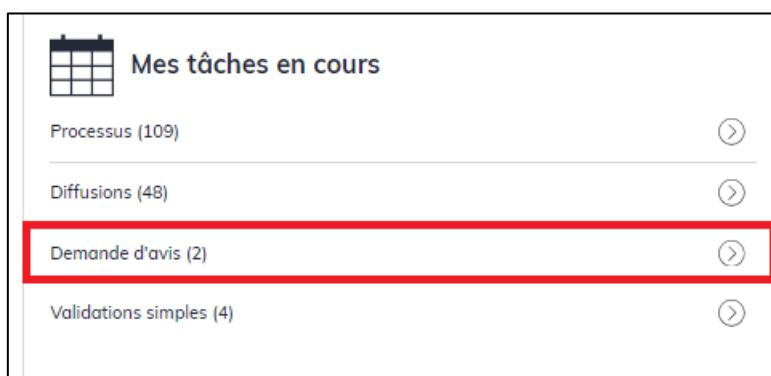 Mes tâches en cours
Processus (109)
Diffusions (48)
Demande d'avis (2)
Validations simples (4)